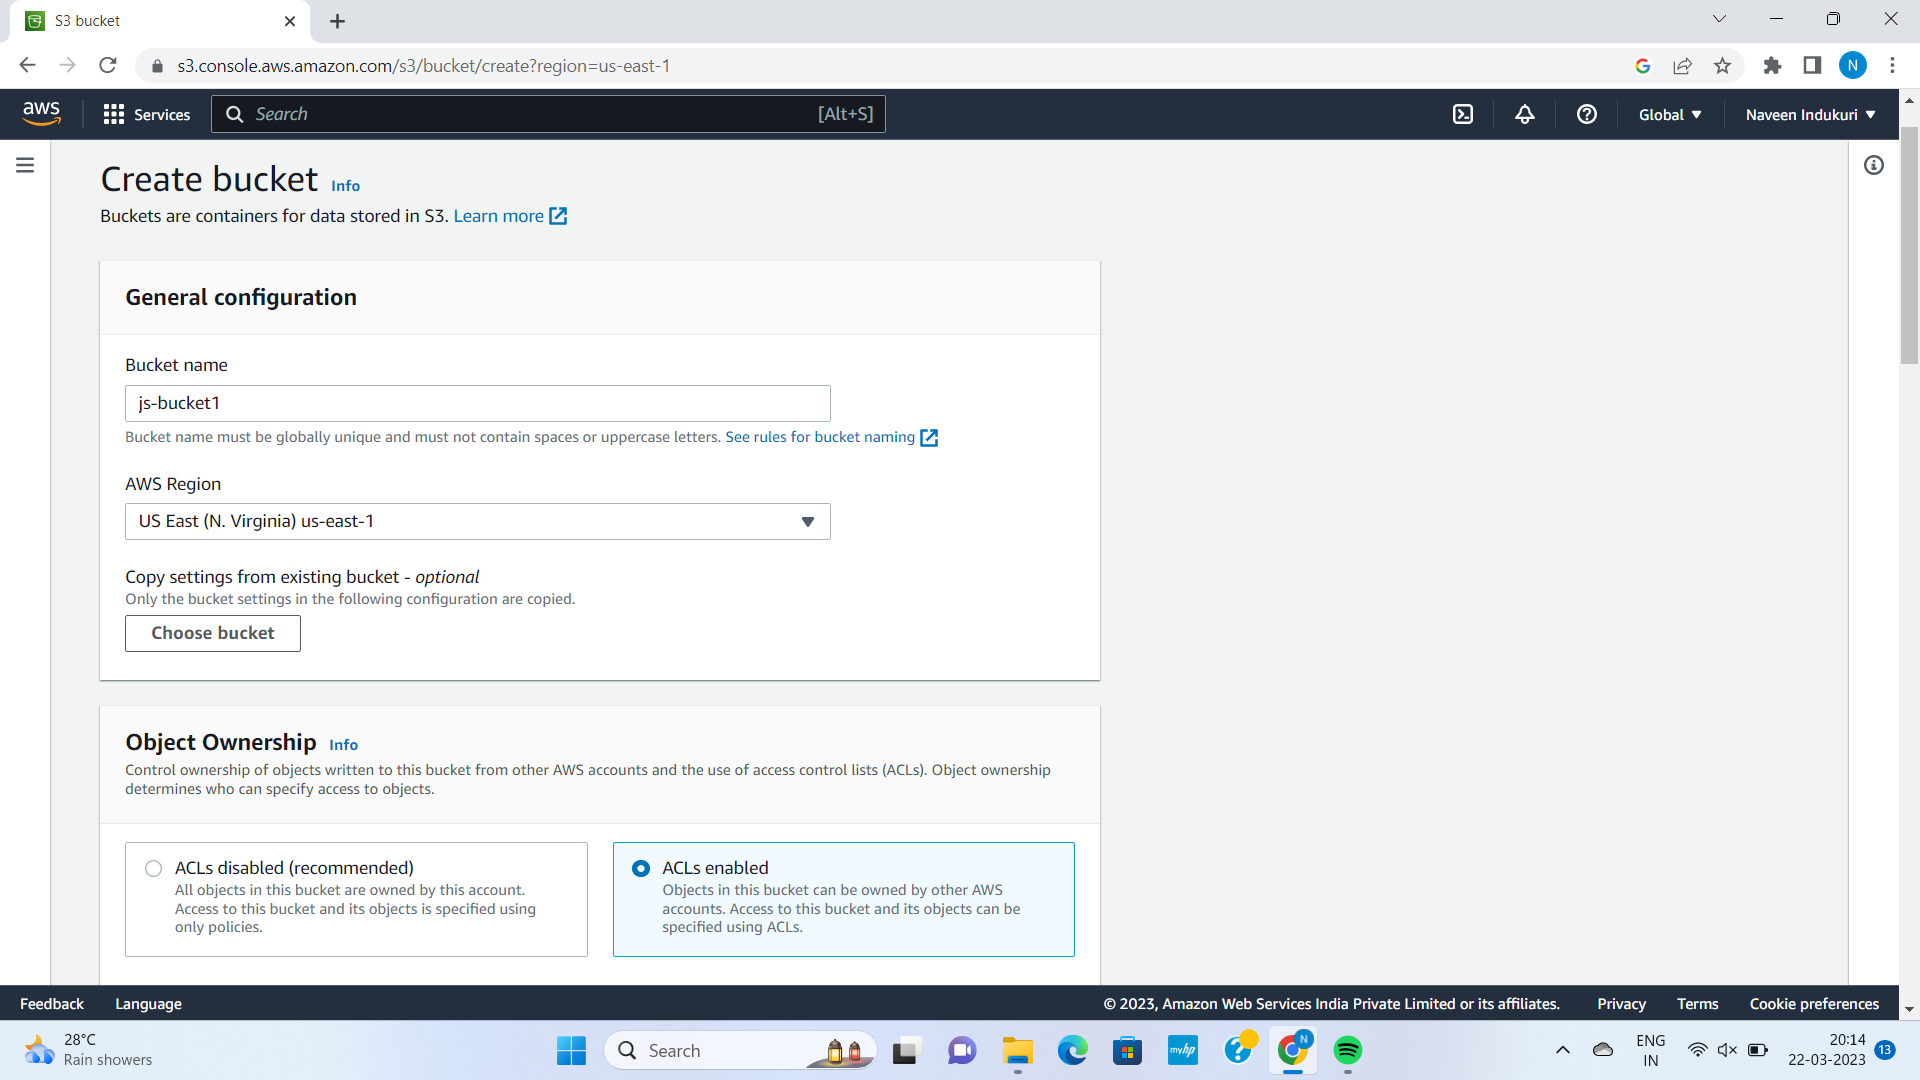 S3 bucket
s3.console.aws.amazon.com/s3/bucket/create?region=us-east-1
N
aws
Services
Search
[Alt+S]
Global
Naveen Indukuri
Create bucket Info
Buckets are containers for data stored in S3. Learn more
General configuration
Bucket name
js-bucket1
Bucket name must be globally unique and must not contain spaces or uppercase letters. See rules for bucket naming
AWS Region
US East (N. Virginia) us-east-1
Copy settings from existing bucket - optional
Only the bucket settings in the following configuration are copied.
Choose bucket
Object Ownership Info
Control ownership of objects written to this bucket from other AWS accounts and the use of access control lists (ACLs). Object ownership
determines who can specify access to objects.
ACLs disabled (recommended)
All objects in this bucket are owned by this account.
Access to this bucket and its objects is specified using
only policies.
ACLs enabled
Objects in this bucket can be owned by other AWS
accounts. Access to this bucket and its objects can be
specified using ACLs.
Feedback
Language
© 2023, Amazon Web Services India Private Limited or its affiliates.
Privacy
Terms
Cookie preferences
28°C
Rain showers
Search
myhp
N
ENG
IN
20:14
22-03-2023
13